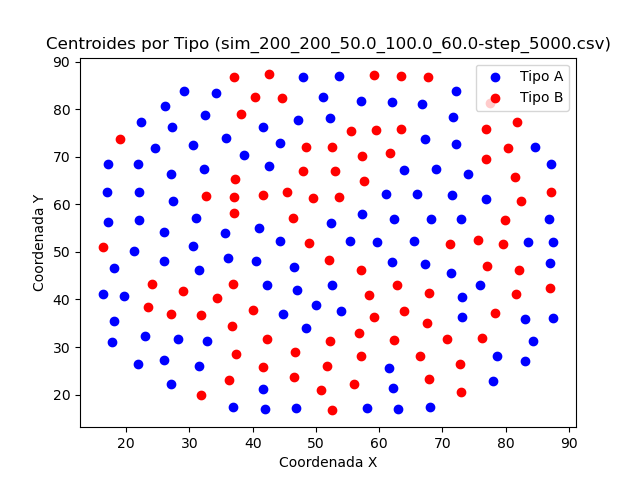 Centroides por Tipo (sim_200_200_50.0_100.0_60.0-step_5000.csv)
Tipo A
Tipo B
90
80
70
60
50
40
30
20
Coordenada Y
20 30 40 50 60 70 80 90
Coordenada X